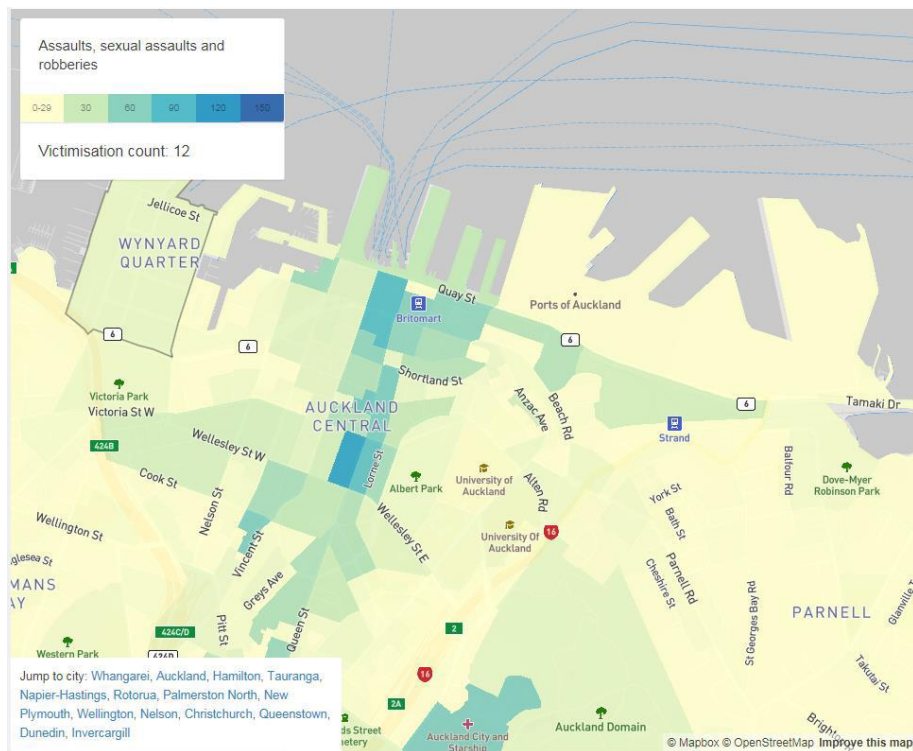 Assaults, sexual assaults and
robberies
0-29 30 60 90 120 150
Victimisation count: 12
Jellicoe St
WYNYARD
QUARTER
Quay St
Ports of Auckland
Britomart
6
6
6
6
Shortland St
Victoria Park
Victoria St W
AUCKLAND
CENTRAL
Anzac Ave
Beach Rd
Strand
Tamaki Dr
424B
Wellesley St W
Lorne St
Albert Park
University of
Auckland
Alten Rd
Balfour Rd
Dove-Myer
Robinson Park
Cook St
Nelson St
York St
Bath St
University Of
Auckland
16
Wellington St
Vincent St
Wellesley St E
Parnell Rd
Cheshire St
Greys Ave
St Georges Bay Rd
PARNELL
Pitt St
Queen St
424C/D
2
Western Park
Takutai St
16
2A
Auckland City and
Starship
Auckland Domain
Jump to city: Whangarei, Auckland, Hamilton, Tauranga,
Napier-Hastings, Rotorua, Palmerston North, New
Plymouth, Wellington, Nelson, Christchurch, Queenstown,
Dunedin, Invercargill
© Mapbox © OpenStreetMap Improve this map